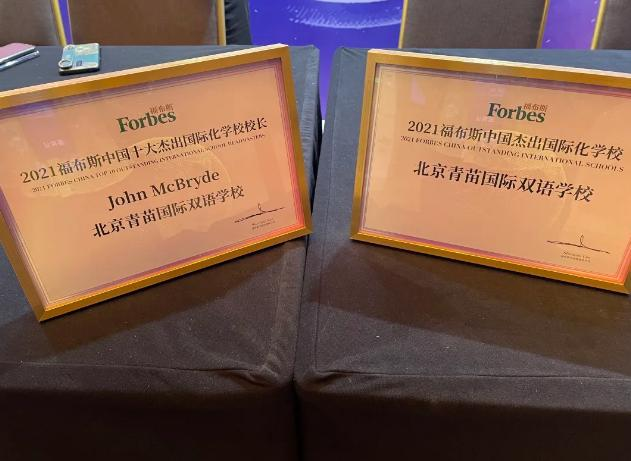 福布斯
Forbes
2021福布斯中国十大杰出国际化学校校长
2021 FORBES CHINA TOP 10 OUTSTANDING INTERNATIONAL SCHOOL HEADMASTERS
John McBryde
北京青苗国际双语学校
福布斯
Forbes
2021福布斯中国杰出国际化学校
2021 FORBES CHINA OUTSTANDING INTERNATIONAL SCHOOLS
北京青苗国际双语学校